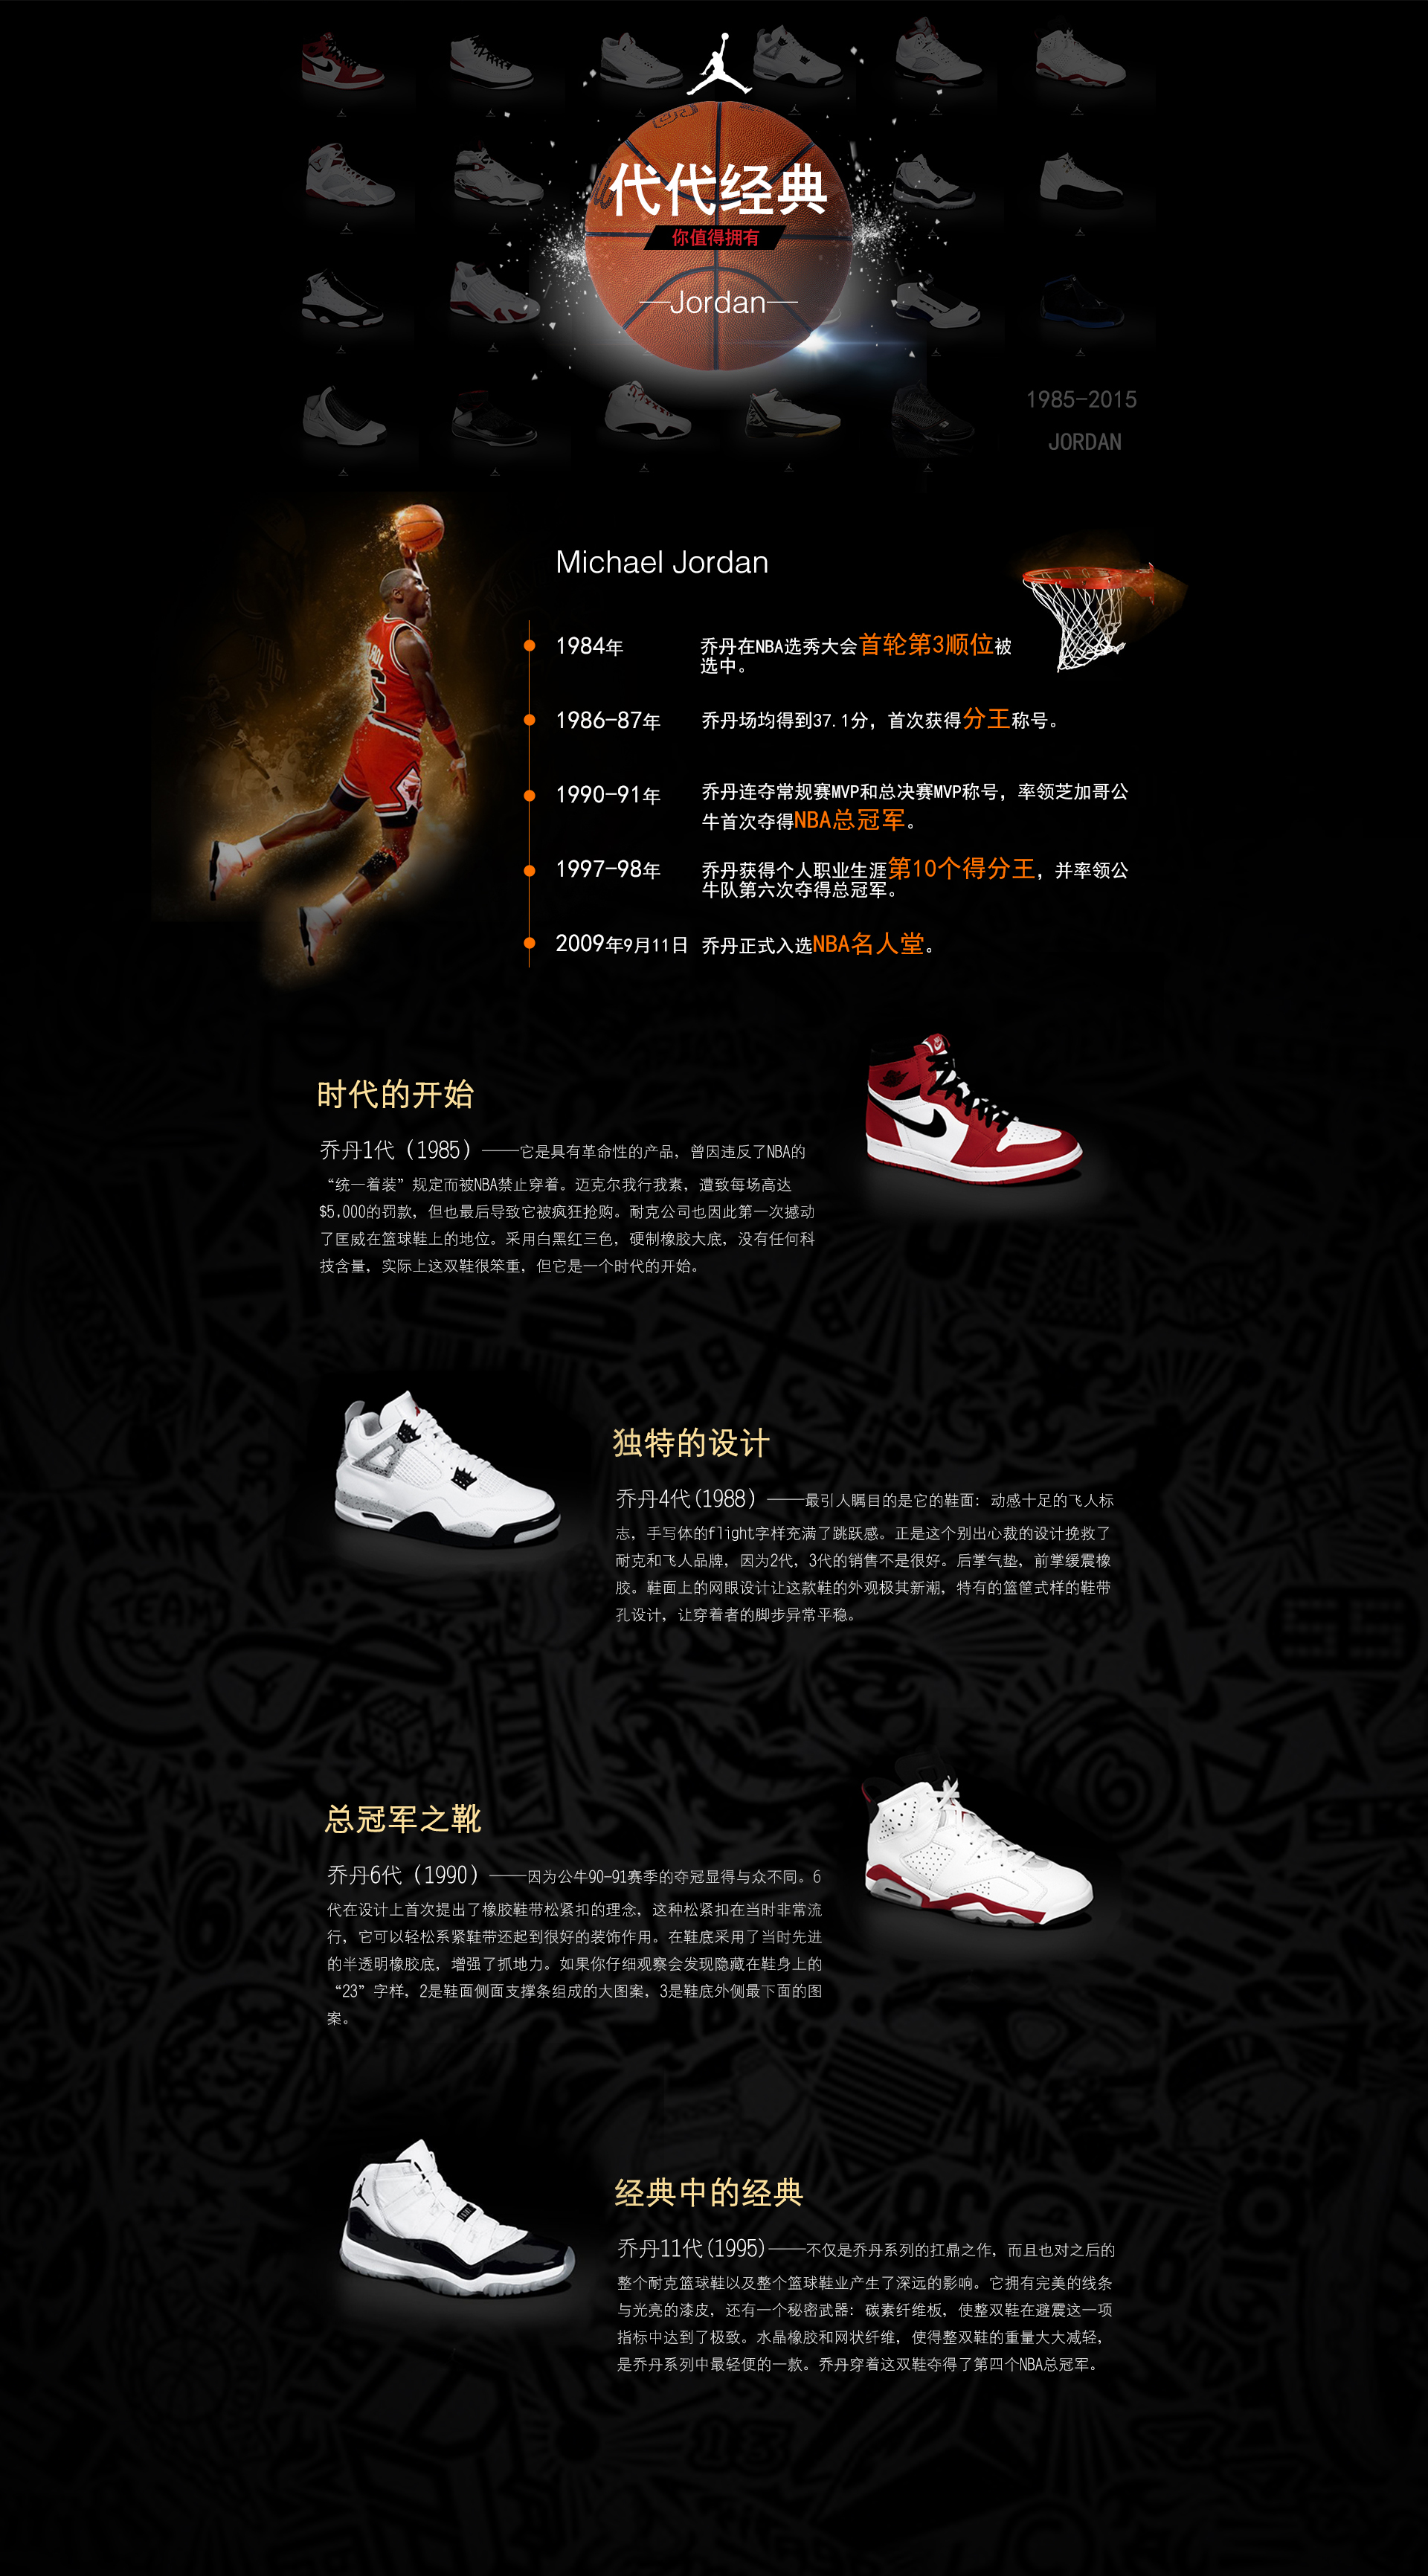 代代经典
你值得拥有
—Jordan—
1985-2015
JORDAN
Michael Jordan
1984年
乔丹在NBA选秀大会首轮第3顺位被
选中。
1986-87年
乔丹场均得到37.1分，首次获得分王称号。
1990-91年
乔丹连夺常规赛MVP和总决赛MVP称号，率领芝加哥公
牛首次夺得NBA总冠军。
1997-98年
乔丹获得个人职业生涯第10个得分王，并率领公
牛队第六次夺得总冠军。
2009年9月11日
乔丹正式入选NBA名人堂。
时代的开始
乔丹1代（1985）——它是具有革命性的产品，曾因违反了NBA的
“统一着装”规定而被NBA禁止穿着。迈克尔我行我素，遭致每场高达
$5,000的罚款，但也最后导致它被疯狂抢购。耐克公司也因此第一次撼动
了匡威在篮球鞋上的地位。采用白黑红三色，硬制橡胶大底，没有任何科
技含量，实际上这双鞋很笨重，但它是一个时代的开始。
独特的设计
乔丹4代(1988）——最引人瞩目的是它的鞋面：动感十足的飞人标
志，手写体的flight字样充满了跳跃感。正是这个别出心裁的设计挽救了
耐克和飞人品牌，因为2代，3代的销售不是很好。后掌气垫，前掌缓震橡
胶。鞋面上的网眼设计让这款鞋的外观极其新潮，特有的篮筐式样的鞋带
孔设计，让穿着者的脚步异常平稳。
总冠军之靴
乔丹6代（1990）——因为公牛90-91赛季的夺冠显得与众不同。6
代在设计上首次提出了橡胶鞋带松紧扣的理念，这种松紧扣在当时非常流
行，它可以轻松系紧鞋带还起到很好的装饰作用。在鞋底采用了当时先进
的半透明橡胶底，增强了抓地力。如果你仔细观察会发现隐藏在鞋身上的
“23”字样，2是鞋面侧面支撑条组成的大图案，3是鞋底外侧最下面的图
案。
经典中的经典
乔丹11代(1995)——不仅是乔丹系列的扛鼎之作，而且也对之后的
整个耐克篮球鞋以及整个篮球鞋业产生了深远的影响。它拥有完美的线条
与光亮的漆皮，还有一个秘密武器：碳素纤维板，使整双鞋在避震这一项
指标中达到了极致。水晶橡胶和网状纤维，使得整双鞋的重量大大减轻，
是乔丹系列中最轻便的一款。乔丹穿着这双鞋夺得了第四个NBA总冠军。